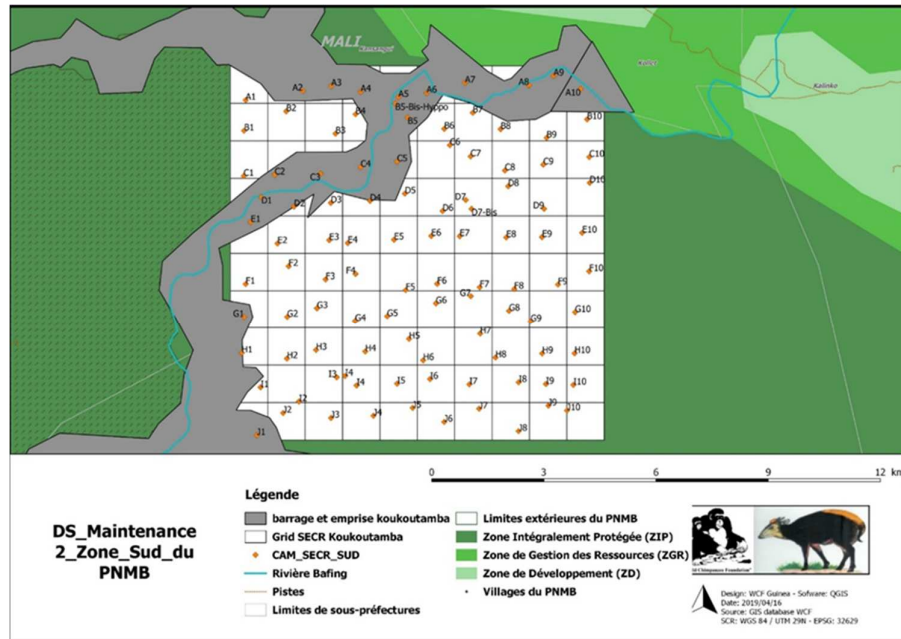 MALI
Kensangui
Kalinko
A1
A2
A3
A4
A5
A6
A7
A8
A9
A10
B1
B2
B3
B4
B5-Bis-Hyppo
B5
B6
B7
B8
B9
B10
C1
C2
C3
C4
C5
C6
C7
C8
C9
C10
D1
D2
D3
D4
D5
D6
D7
D7-Bis
D8
D9
D10
E1
E2
E3
E4
E5
E6
E7
E8
E9
E10
F1
F2
F3
F4
F5
F6
F7
F8
F9
F10
G1
G2
G3
G4
G5
G6
G7
G8
G9
G10
H1
H2
H3
H4
H5
H6
H7
H8
H9
H10
I1
I2
I3
I4
I4
I5
I6
I7
I8
I9
I10
J1
J2
J3
J4
J5
J6
J7
J8
J9
J10
0 3 6 9 12 km
DS_Maintenance
2_Zone_Sud_du
PNMB
Légende
barrage et emprise koukoutamba
Grid SECR Koukoutamba
CAM_SECR_SUD
Rivière Bafing
Pistes
Limites de sous-préfectures
Limites extérieures du PNMB
Zone Intégralement Protégée (ZIP)
Zone de Gestion des Ressources (ZGR)
Zone de Développement (ZD)
Villages du PNMB
Chimpanzee Foundation
Design: WCF Guinea - Sofware: QGIS
Date: 2019/04/16
Source: GIS database WCF
SCR: WGS 84 / UTM 29N - EPSG: 32629